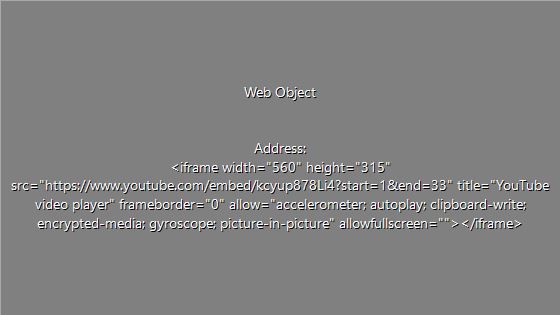 Web Object
Address:
<iframe width="560" height="315"
src="https://www.youtube.com/embed/kcyup878Li4?start=1&end=33" title="YouTube
video player" frameborder="0" allow="accelerometer; autoplay; clipboard-write;
encrypted-media; gyroscope; picture-in-picture" allowfullscreen=""></iframe>